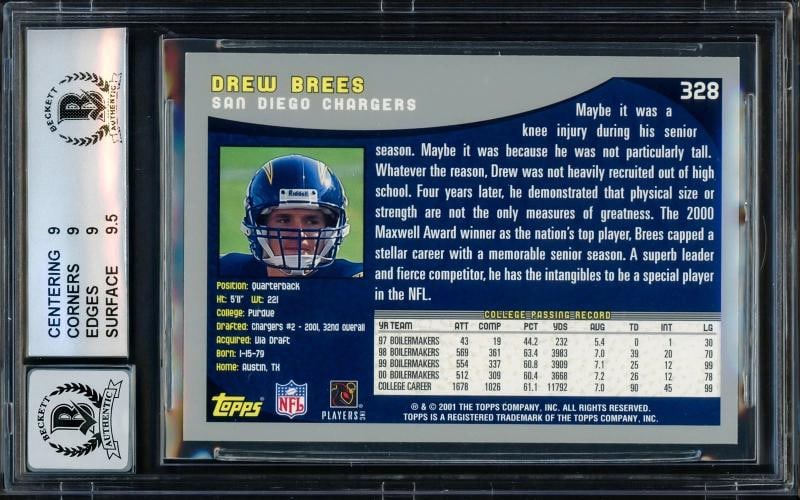 BECKETT
AUTHENTIC
CENTERING 9
CORNERS 9
EDGES 9
SURFACE 9.5
BECKETT
AUTHENTIC
DREW BREES
SAN DIEGO CHARGERS
328
Maybe it was a
knee injury during his senior
season. Maybe it was because he was not particularly tall.
Whatever the reason, Drew was not heavily recruited out of high
school. Four years later, he demonstrated that physical size or
strength are not the only measures of greatness. The 2000
Maxwell Award winner as the nation's top player, Brees capped a
stellar career with a memorable senior season. A superb leader
and fierce competitor, he has the intangibles to be a special player
in the NFL.
Riddell
Position: Quarterback
Ht: 5'11" Wt: 221
College: Purdue
Drafted: Chargers #2 - 2001, 32nd overall
Acquired: Via Draft
Born: 1-15-79
Home: Austin, TX
COLLEGE PASSING RECORD
YR TEAM ATT COMP PCT YDS AVG TD INT LG
97 BOILERMAKERS 43 19 44.2 232 5.4 0 1 30
98 BOILERMAKERS 569 361 63.4 3983 7.0 39 20 70
99 BOILERMAKERS 554 337 60.8 3909 7.1 25 12 99
00 BOILERMAKERS 512 309 60.4 3668 7.2 26 12 78
COLLEGE CAREER 1678 1026 61.1 11792 7.0 90 45 99
Topps
NFL
PLAYERS INC
℗ & © 2001 THE TOPPS COMPANY, INC. ALL RIGHTS RESERVED.
TOPPS IS A REGISTERED TRADEMARK OF THE TOPPS COMPANY, INC.